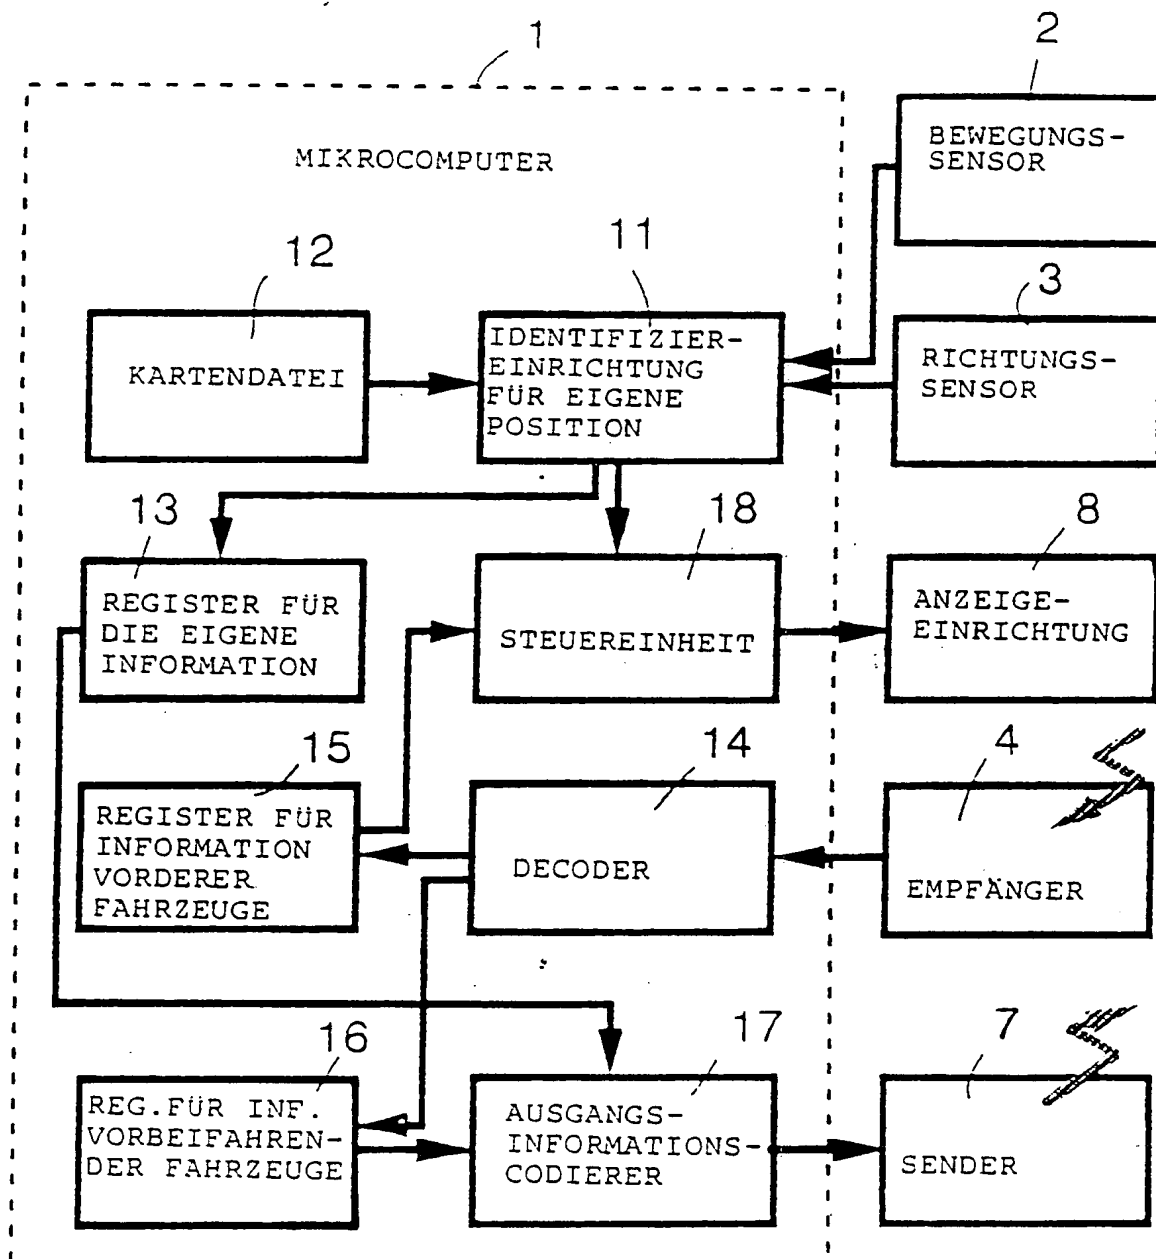 1
2
MIKROCOMPUTER
BEWEGUNGS-
SENSOR
12
11
3
KARTENDATEI
IDENTIFIZIER-
EINRICHTUNG
FÜR EIGENE
POSITION
RICHTUNGS-
SENSOR
13
18
8
REGISTER FÜR
DIE EIGENE
INFORMATION
STEUEREINHEIT
ANZEIGE-
EINRICHTUNG
15
14
4
REGISTER FÜR
INFORMATION
VORDERER
FAHRZEUGE
DECODER
EMPFÄNGER
16
17
7
REG.FÜR INF.
VORBEIFAHREN-
DER FAHRZEUGE
AUSGANGS-
INFORMATIONS-
CODIERER
SENDER